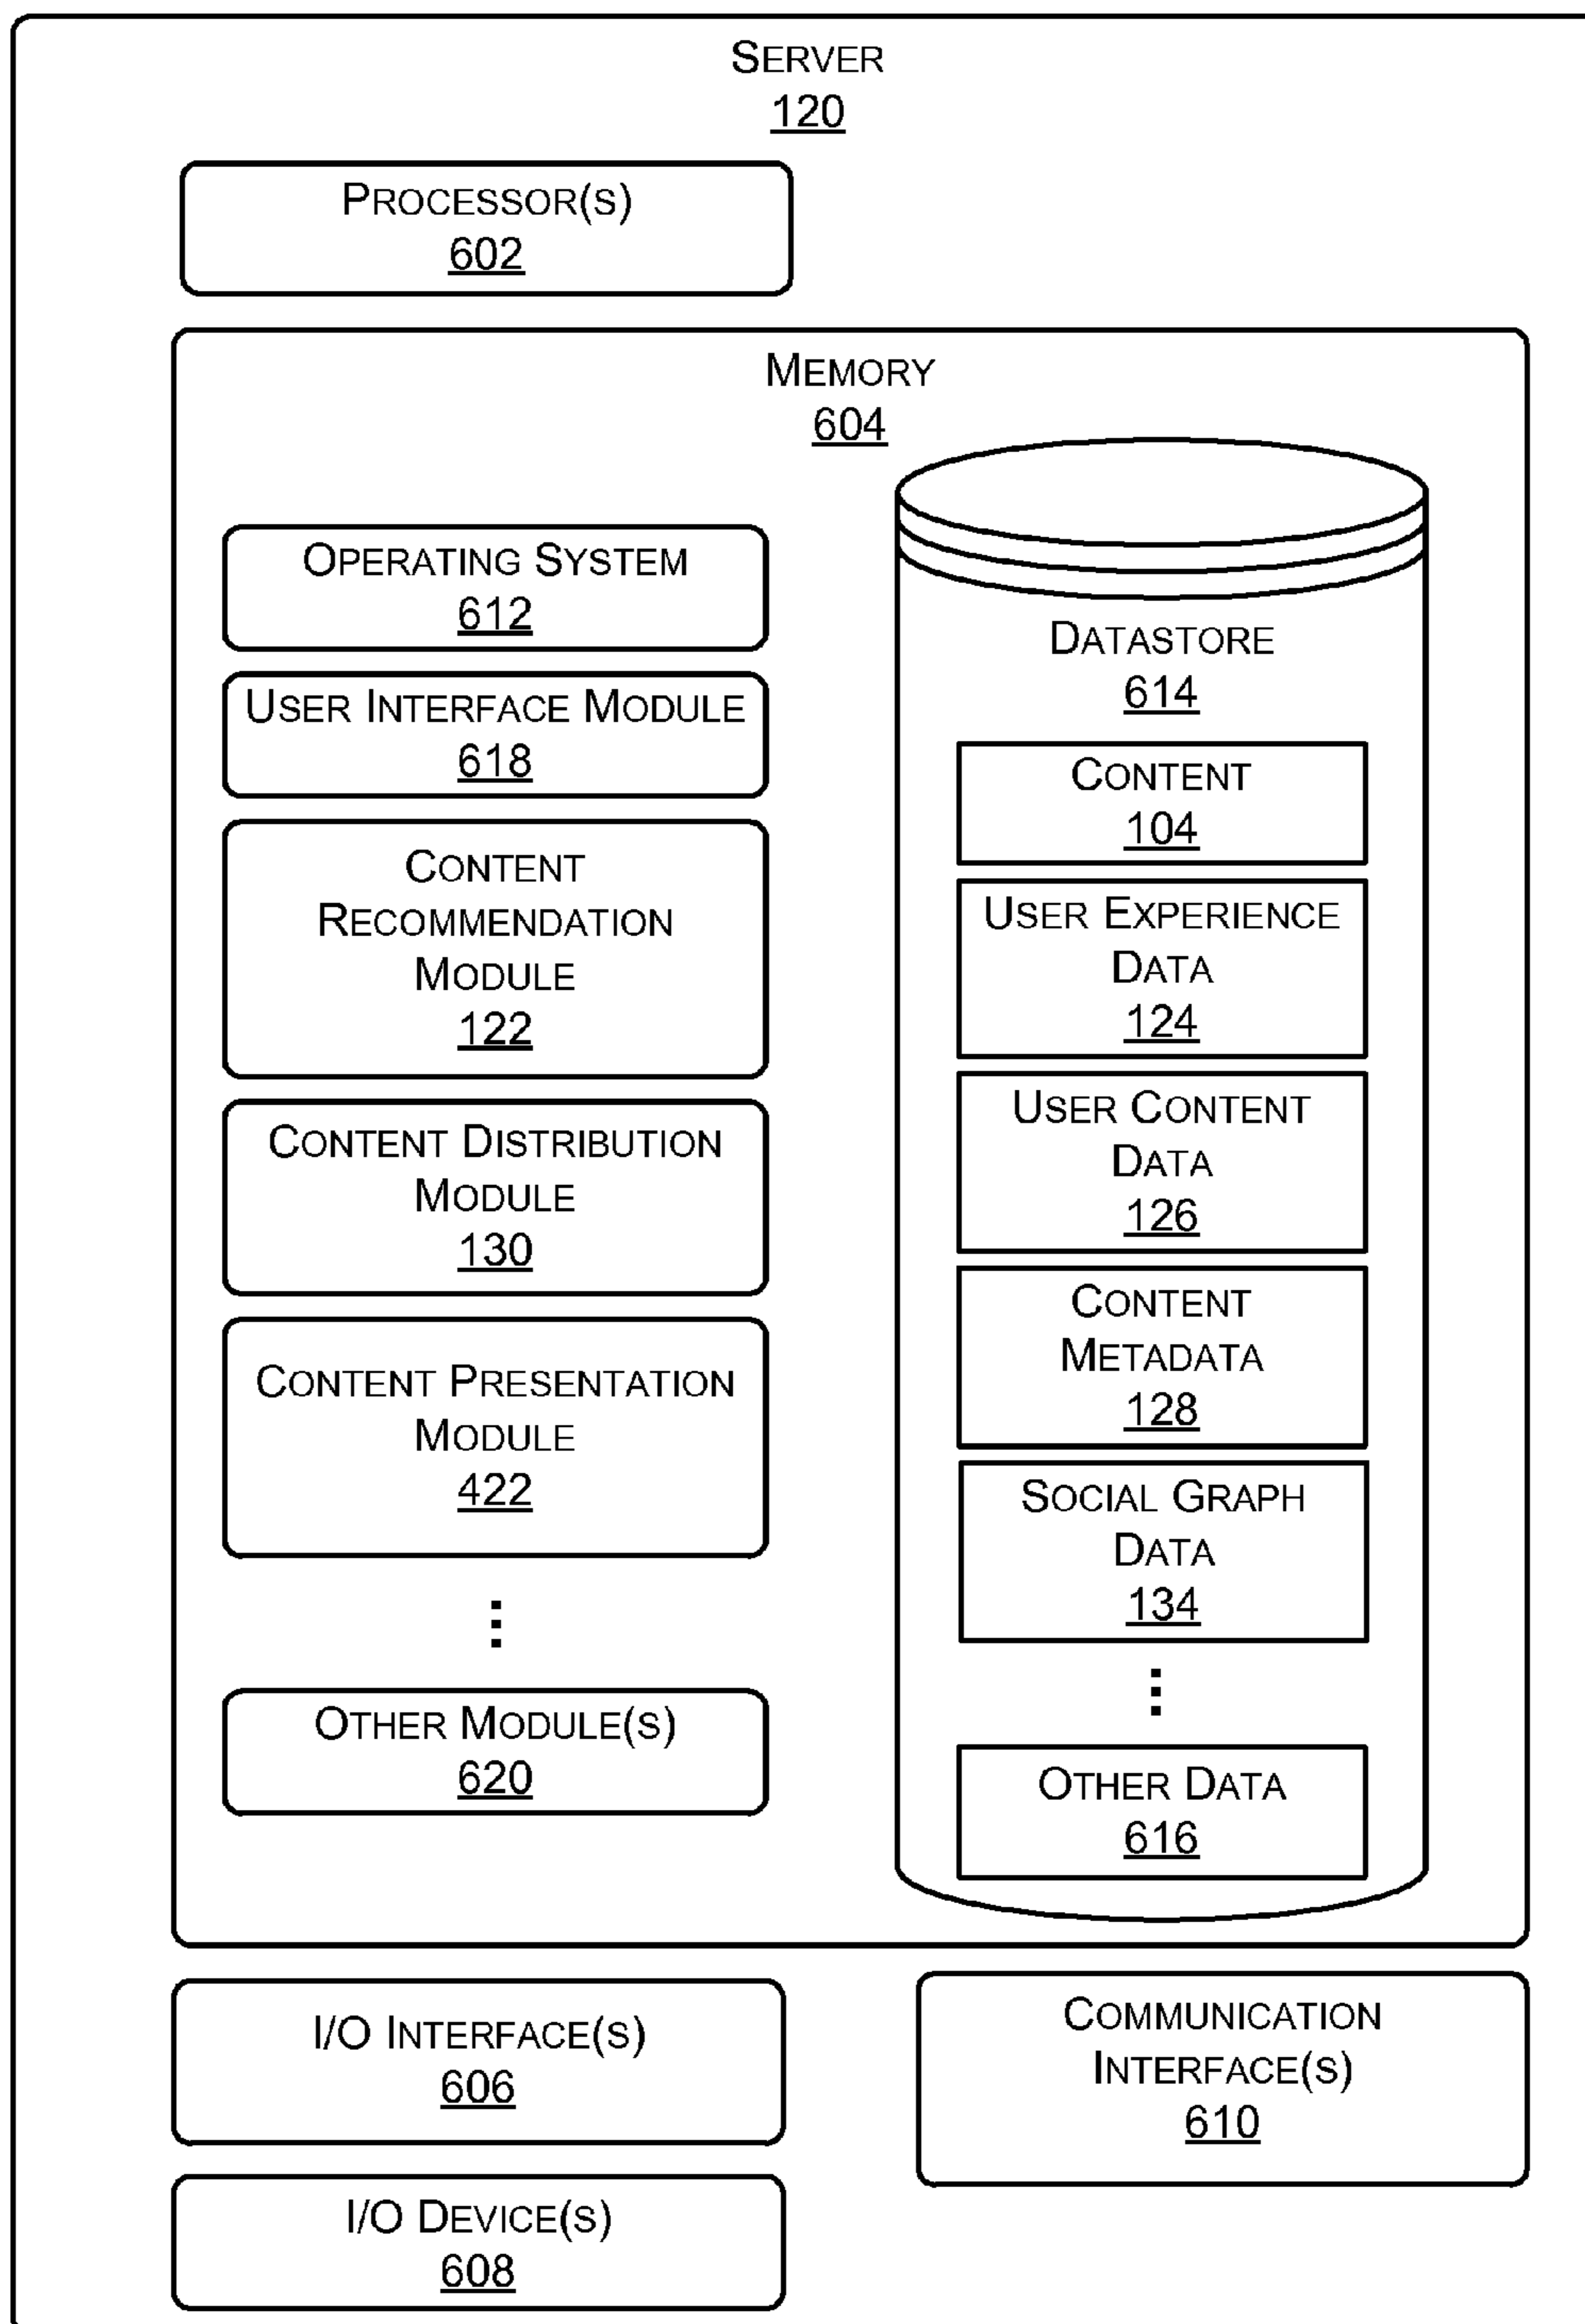 SERVER
120
PROCESSOR(S)
602
MEMORY
604
OPERATING SYSTEM
612
USER INTERFACE MODULE
618
CONTENT
RECOMMENDATION
MODULE
122
CONTENT DISTRIBUTION
MODULE
130
CONTENT PRESENTATION
MODULE
422
OTHER MODULE(S)
620
DATASTORE
614
CONTENT
104
USER EXPERIENCE
DATA
124
USER CONTENT
DATA
126
CONTENT
METADATA
128
SOCIAL GRAPH
DATA
134
OTHER DATA
616
I/O INTERFACE(S)
606
I/O DEVICE(S)
608
COMMUNICATION
INTERFACE(S)
610